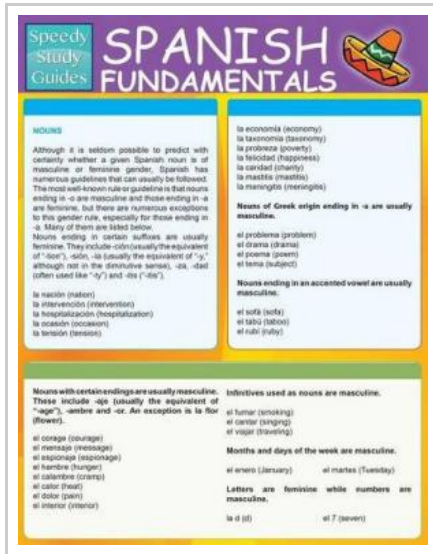 Speedy
Study
Guides
SPANISH
FUNDAMENTALS
NOUNS
Although it is seldom possible to predict with
certainty whether a given Spanish noun is of
masculine or feminine gender, Spanish has
numerous guidelines that can usually be followed.
The most well-known rule or guideline is that nouns
ending in -o are masculine and those ending in -a
are feminine, but there are numerous exceptions
to this gender rule, especially for those ending in
-a. Many of them are listed below.
Nouns ending in certain suffixes are usually
feminine. They include -ción (usually the equivalent
of "-tion"), -sión, -ía (usually the equivalent of "-y,"
although not in the diminutive sense), -za, -dad
(often used like "-ty") and -itis ("-itis").
la nación (nation)
la intervención (intervention)
la hospitalización (hospitalization)
la ocasión (occasion)
la tensión (tension)
la economía (economy)
la taxonomía (taxonomy)
la probreza (poverty)
la felicidad (happiness)
la caridad (charity)
la mastitis (mastitis)
la meningitis (meningitis)
Nouns of Greek origin ending in -a are usually
masculine.
el problema (problem)
el drama (drama)
el poema (poem)
el tema (subject)
Nouns ending in an accented vowel are usually
masculine.
el sofá (sofa)
el tabú (taboo)
el rubí (ruby)
Nouns with certain endings are usually masculine.
These include -aje (usually the equivalent of
"-age"), -ambre and -or. An exception is la flor
(flower).
el corage (courage)
el mensaje (message)
el espionaje (espionage)
el hambre (hunger)
el calambre (cramp)
el calor (heat)
el dolor (pain)
el interior (interior)
Infinitives used as nouns are masculine.
el fumar (smoking)
el cantar (singing)
el viajar (traveling)
Months and days of the week are masculine.
el enero (January) el martes (Tuesday)
Letters are feminine while numbers are
masculine.
la d (d) el 7 (seven)